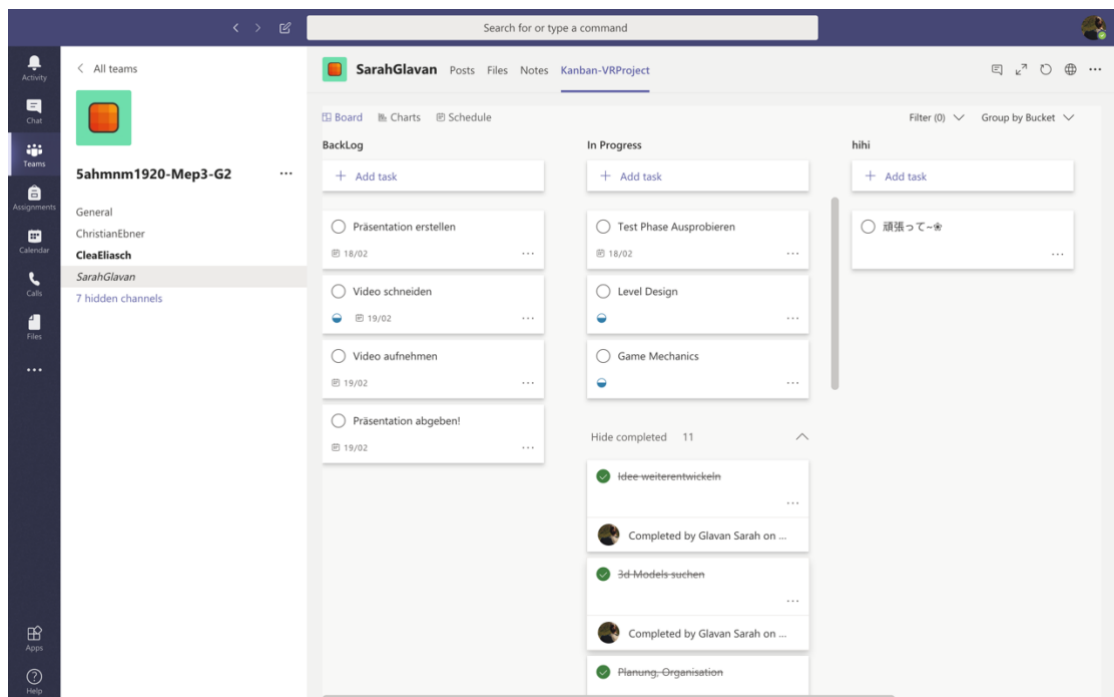 Search for or type a command
Activity
Chat
Teams
Assignments
Calendar
Calls
Files
Apps
Help
All teams
5ahmnm1920-Mep3-G2
General
ChristianEbner
CleaEliasch
SarahGlavan
7 hidden channels
SarahGlavan Posts Files Notes Kanban-VRProject
Board Charts Schedule
Filter (0) Group by Bucket
BackLog
+ Add task
Präsentation erstellen
18/02
Video schneiden
19/02
Video aufnehmen
19/02
Präsentation abgeben!
19/02
In Progress
+ Add task
Test Phase Ausprobieren
18/02
Level Design
Game Mechanics
Hide completed 11
Idee weiterentwickeln
Completed by Glavan Sarah on ...
3d Models suchen
Completed by Glavan Sarah on ...
Planung, Organisation
hihi
+ Add task
頑張って~❀